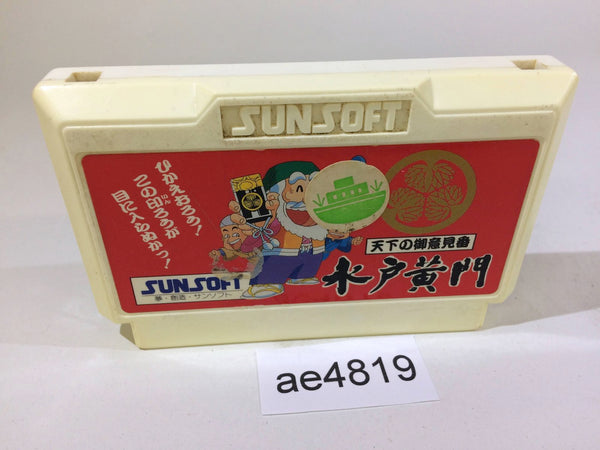 SUNSOFT
ひかえおろう!
この印ろうが
目に入らぬかっ!
天下の御意見番
水戸黄門
SUNSOFT
夢・創造・サンソフト
ae4819